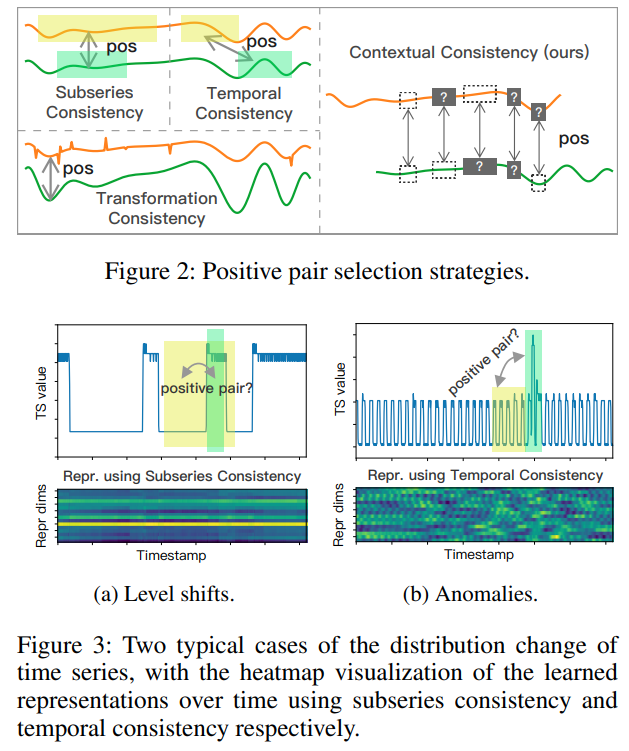 pos
Subseries
Consistency
pos
Temporal
Consistency
pos
Transformation
Consistency
Contextual Consistency (ours)
? ? ? ? ?
pos
Figure 2: Positive pair selection strategies.
TS value
positive pair?
Repr. using Subseries Consistency
Repr dims
Timestamp
(a) Level shifts.
TS value
positive pair?
Repr. using Temporal Consistency
Repr dims
Timestamp
(b) Anomalies.
Figure 3: Two typical cases of the distribution change of
time series, with the heatmap visualization of the learned
representations over time using subseries consistency and
temporal consistency respectively.